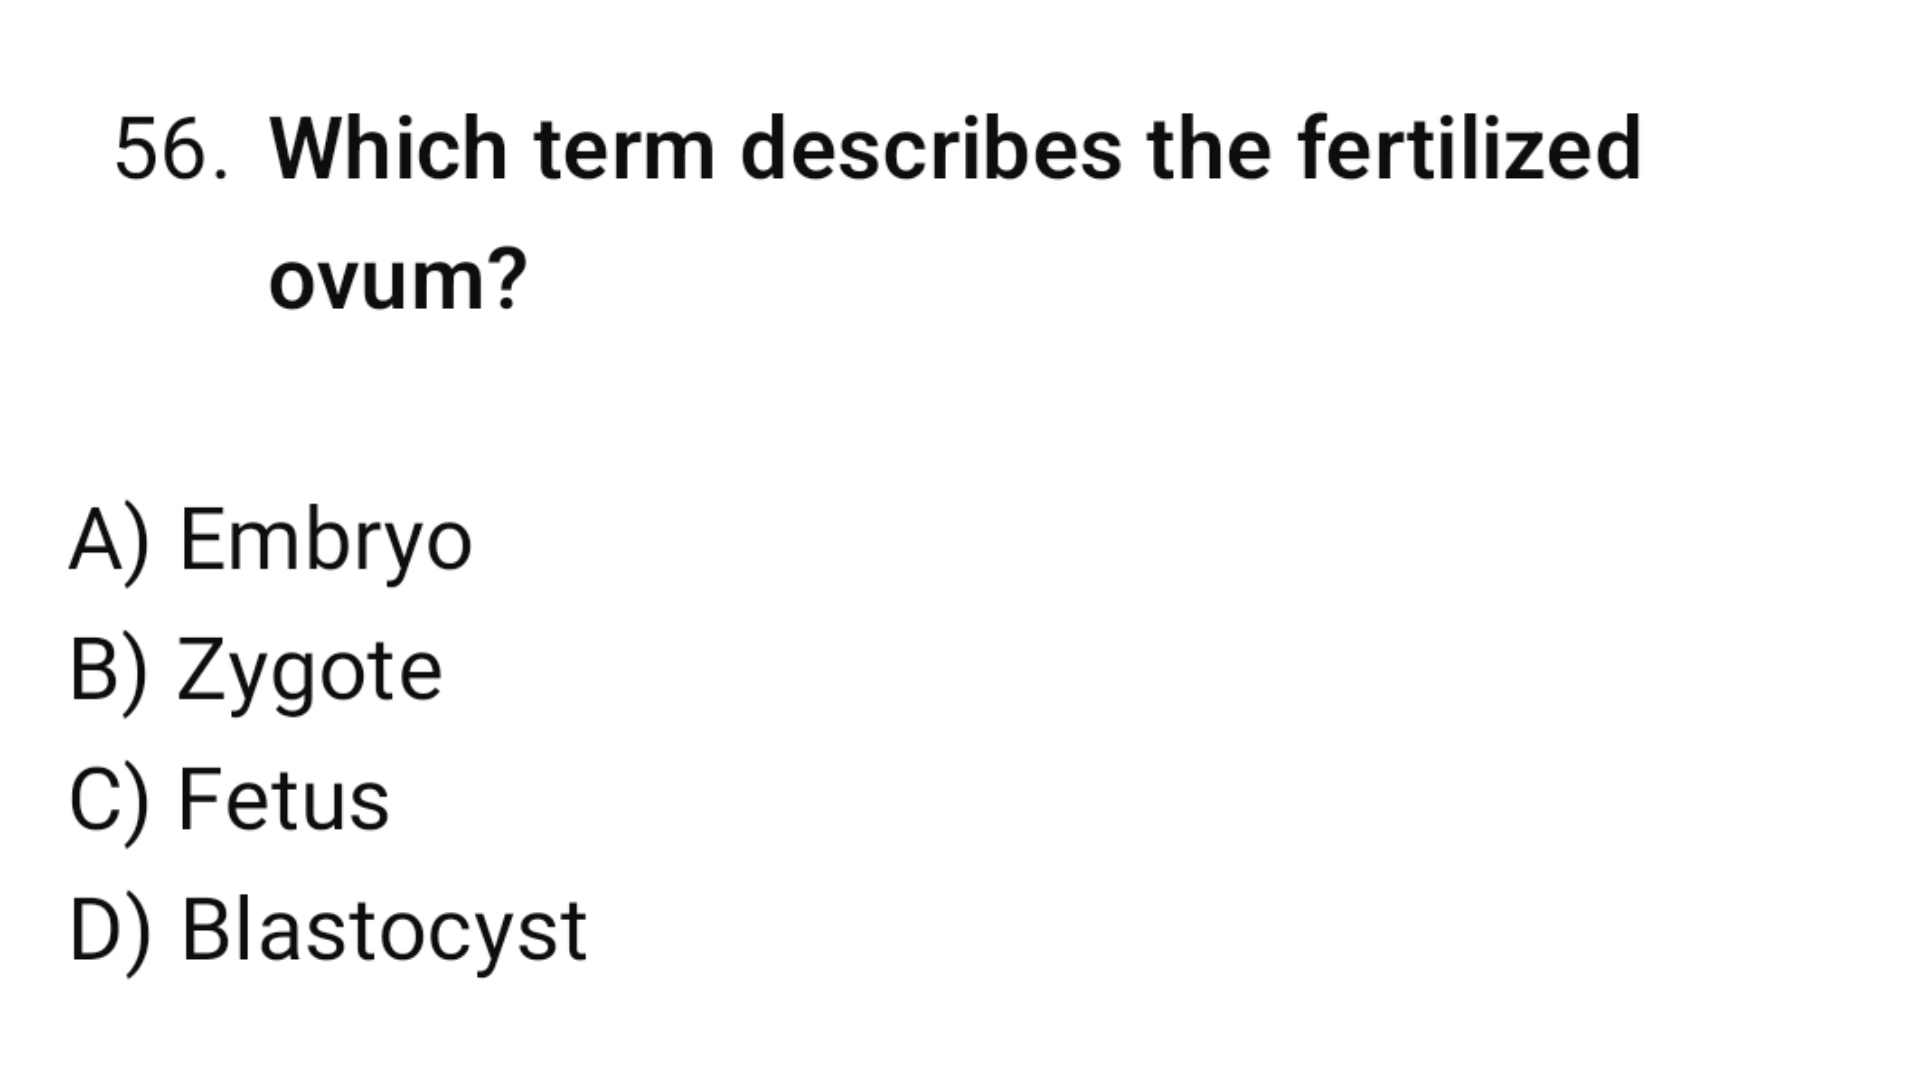 56. Which term describes the fertilized
ovum?
A) Embryo
B) Zygote
C) Fetus
D) Blastocyst